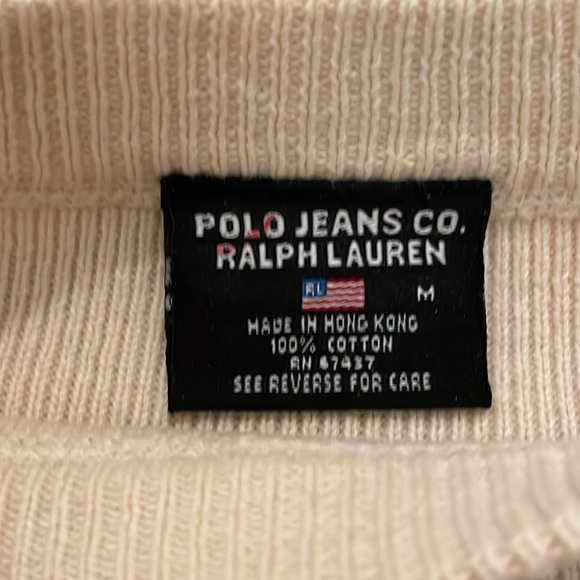 POLO JEANS CO.
RALPH LAUREN
RL
M
MADE IN HONG KONG
100% COTTON
RN 67437
SEE REVERSE FOR CARE